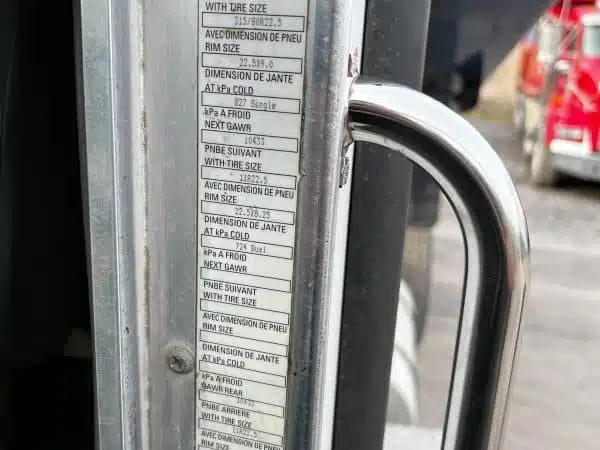 WITH TIRE SIZE
315/80R22.5
AVEC DIMENSION DE PNEU
RIM SIZE
22.5X9.0
DIMENSION DE JANTE
AT kPa COLD
827 Single
kPa A FROID
NEXT GAWR
10433
PNBE SUIVANT
WITH TIRE SIZE
11R22.5
AVEC DIMENSION DE PNEU
RIM SIZE
22.5X8.25
DIMENSION DE JANTE
AT kPa COLD
724 Dual
kPa A FROID
NEXT GAWR
PNBE SUIVANT
WITH TIRE SIZE
AVEC DIMENSION DE PNEU
RIM SIZE
DIMENSION DE JANTE
AT kPa COLD
kPa A FROID
GAWR REAR
10433
PNBE ARRIERE
WITH TIRE SIZE
11R22.5
AVEC DIMENSION DE PNEU
RIM SIZE